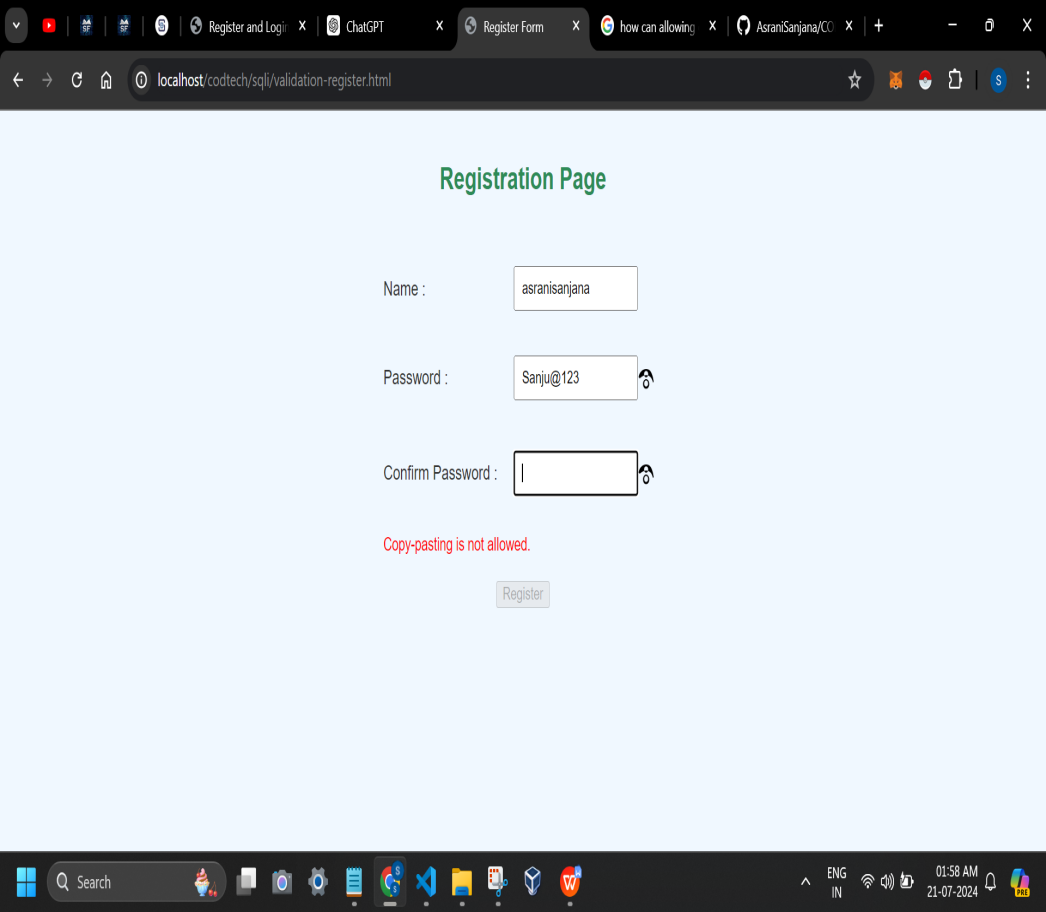 Register and Login
ChatGPT
Register Form
how can allowing
AsraniSanjana/CO
localhost/codtech/sqli/validation-register.html
S
Registration Page
Name :
asranisanjana
Password :
Sanju@123
Confirm Password :
Copy-pasting is not allowed.
Register
Search
ENG
IN
01:58 AM
21-07-2024
PRE